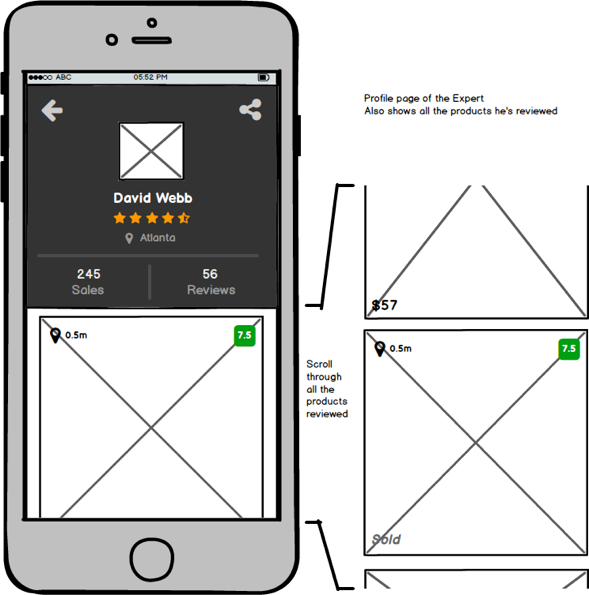 ABC 05:52 PM
David Webb
Atlanta
245 56
Sales Reviews
0.5m 7.5
Profile page of the Expert
Also shows all the products he's reviewed
$57
0.5m 7.5
Sold
Scroll
through
all the
products
reviewed